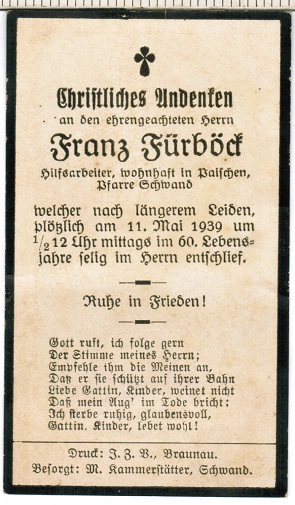 Christliches Andenken
an den ehrengeachteten Herrn
Franz Fürböck
Hilfsarbeiter, wohnhaft in Paischen,
Pfarre Schwand
welcher nach längerem Leiden,
plötzlich am 11. Mai 1939 um
1/2 12 Uhr mittags im 60. Lebens-
jahre selig im Herrn entschlief.
Ruhe in Frieden!
Gott ruft, ich folge gern
Der Stimme meines Herrn;
Empfehle ihm die Meinen an,
Daß er sie schützt auf ihrer Bahn
Liebe Gattin, Kinder, weinet nicht
Daß mein Aug' im Tode bricht:
Ich sterbe ruhig, glaubensvoll,
Gattin, Kinder, lebet wohl!
Druck: J. Z. V., Braunau.
Besorgt: M. Kammerstätter, Schwand.